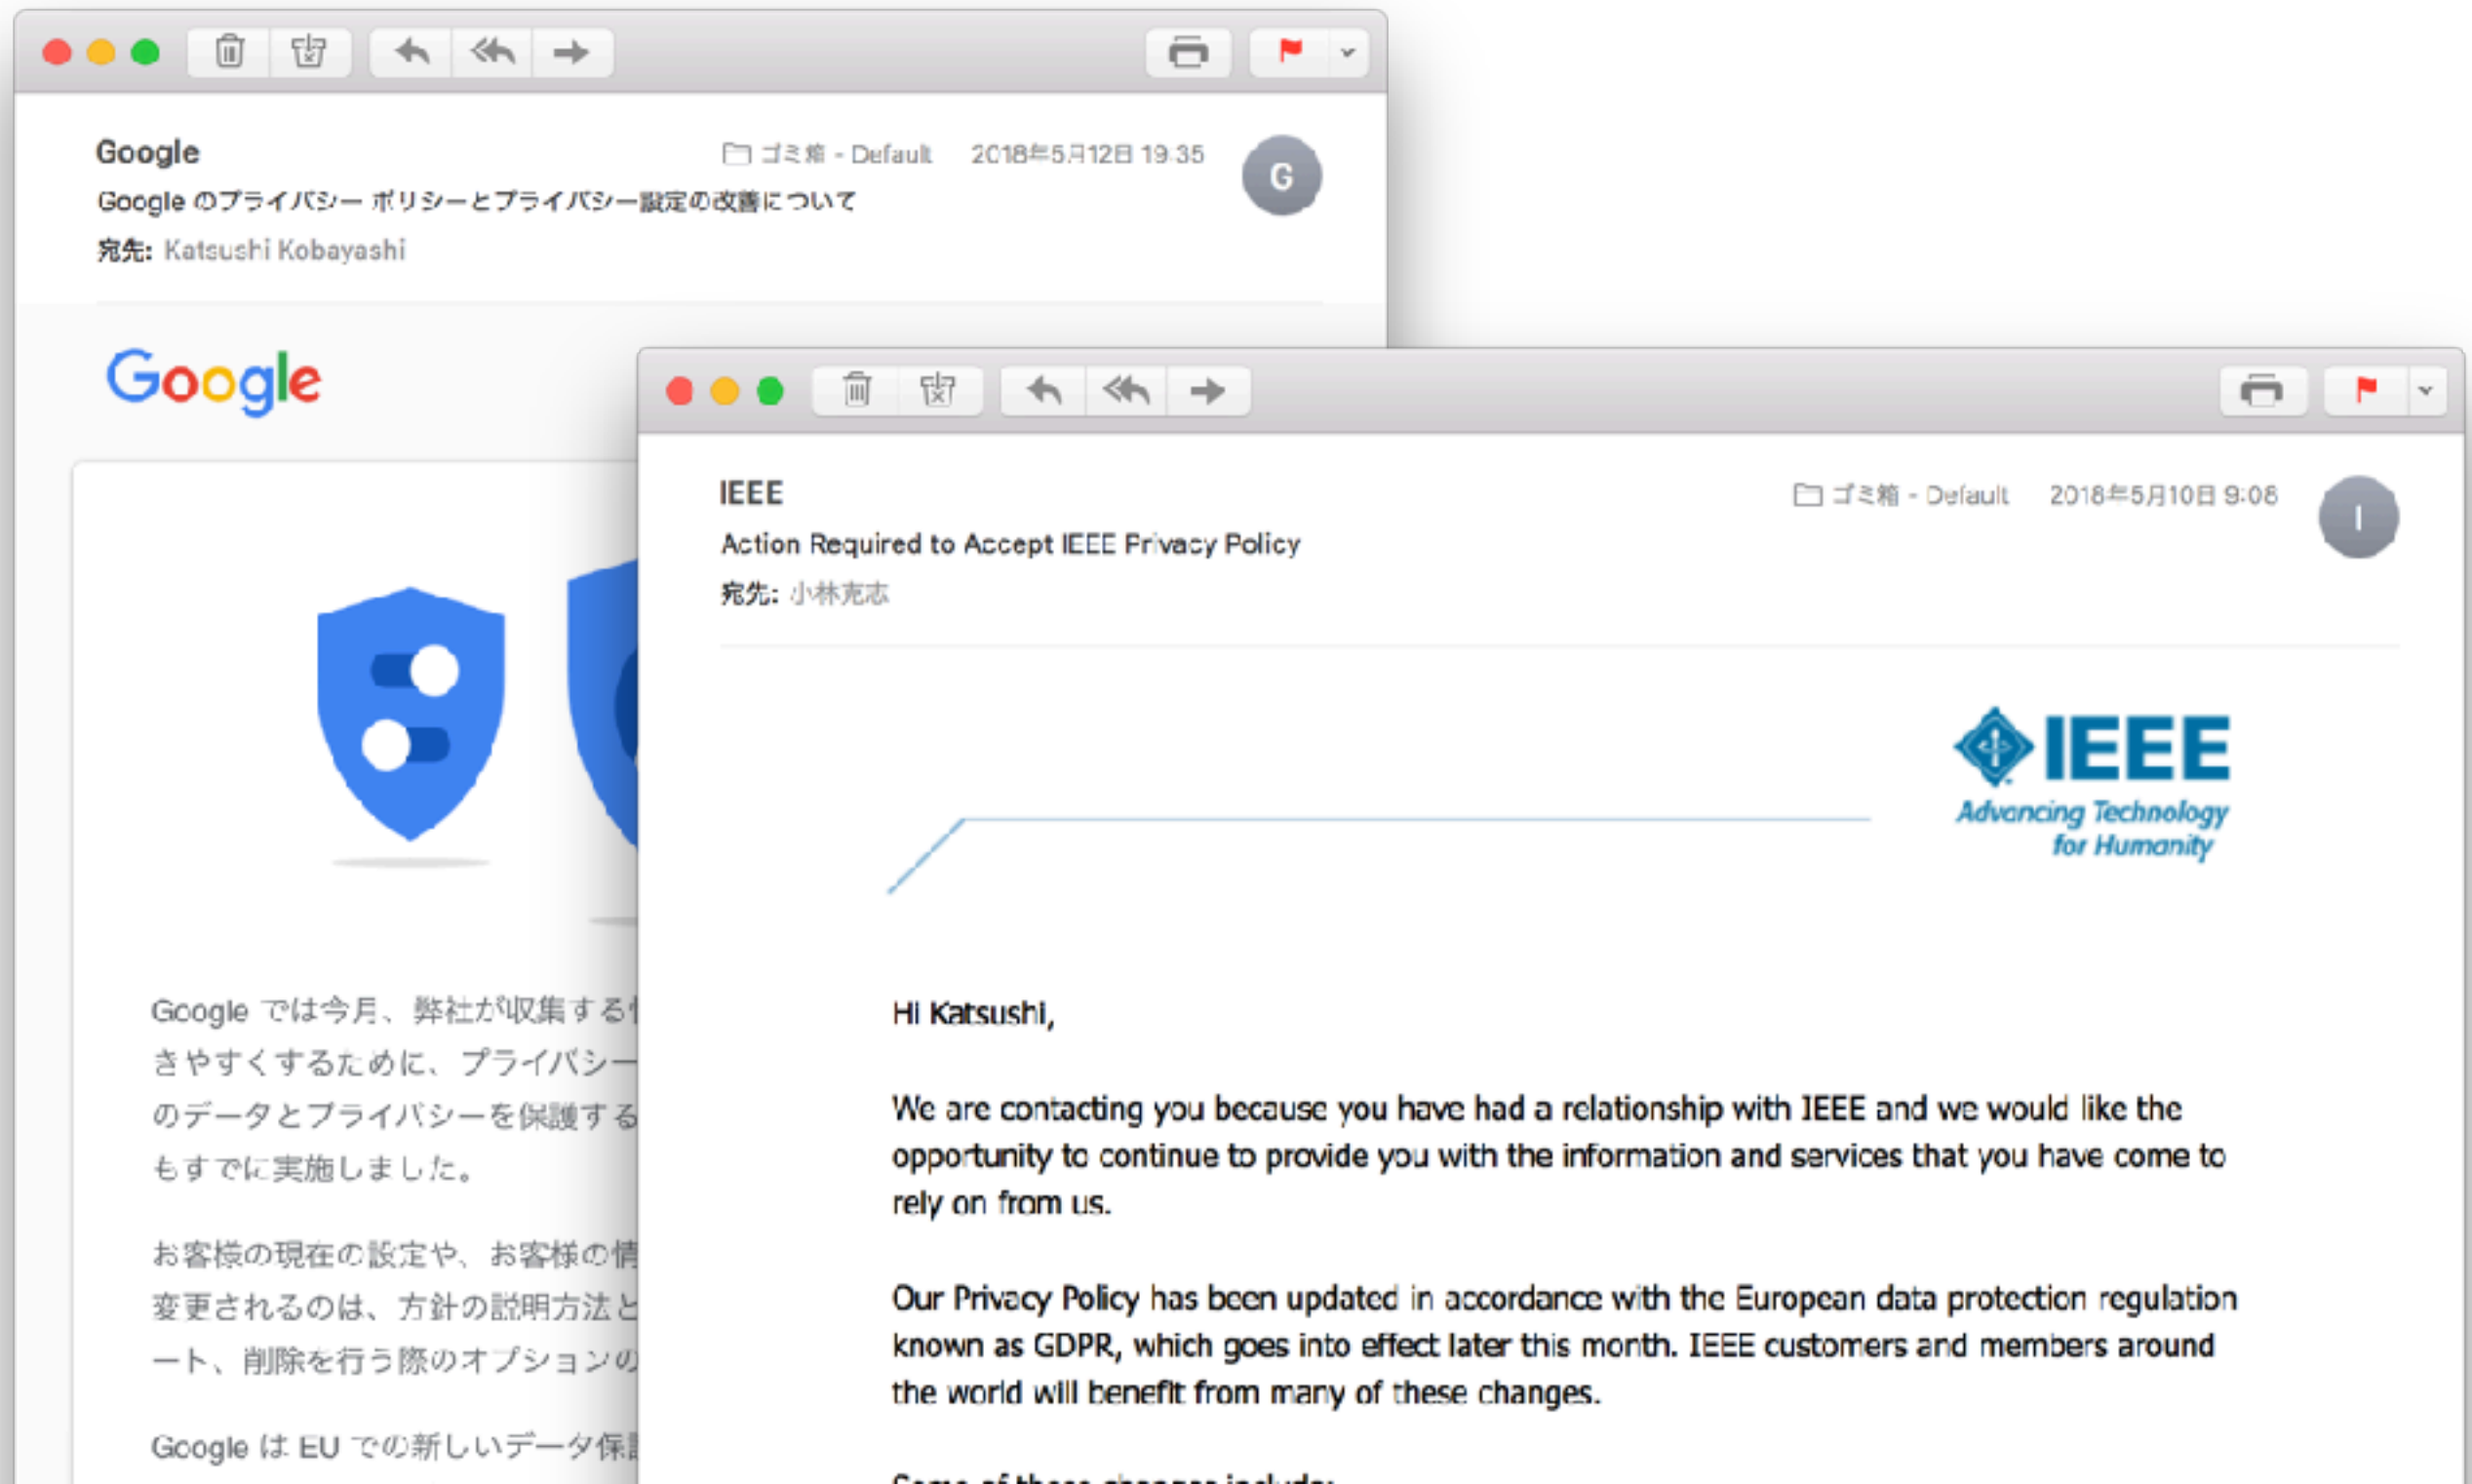 Google
ゴミ箱 - Default 2018年5月12日 19:35
G
Google のプライバシー ポリシーとプライバシー設定の改善について
宛先: Katsushi Kobayashi
Google
Google では今月、弊社が収集する
きやすくするために、プライバシー
のデータとプライバシーを保護する
もすでに実施しました。
お客様の現在の設定や、お客様の情
変更されるのは、方針の説明方法と
ート、削除を行う際のオプションの
Google は EU での新しいデータ保
IEEE
ゴミ箱 - Default 2018年5月10日 9:08
I
Action Required to Accept IEEE Privacy Policy
宛先: 小林克志
IEEE
Advancing Technology
for Humanity
Hi Katsushi,
We are contacting you because you have had a relationship with IEEE and we would like the
opportunity to continue to provide you with the information and services that you have come to
rely on from us.
Our Privacy Policy has been updated in accordance with the European data protection regulation
known as GDPR, which goes into effect later this month. IEEE customers and members around
the world will benefit from many of these changes.
Some of these changes include: